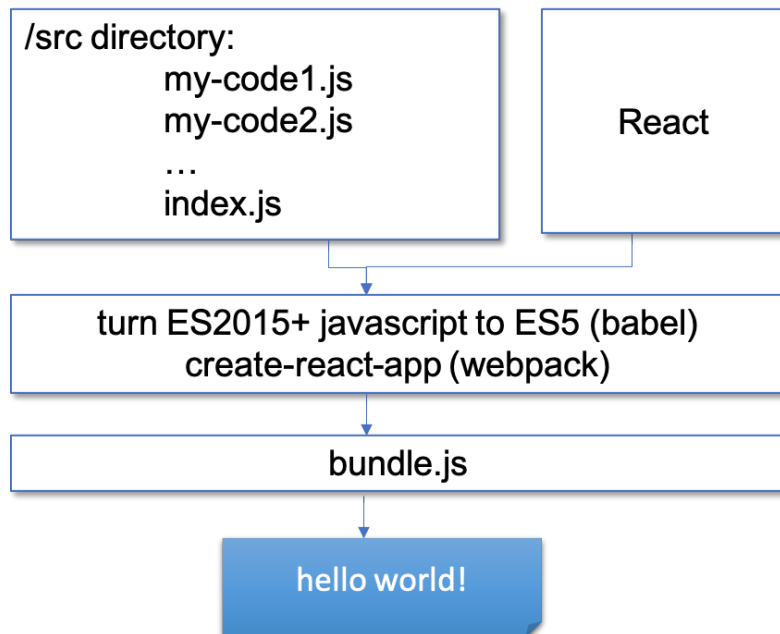 /src directory:
my-code1.js
my-code2.js
…
index.js
React
turn ES2015+ javascript to ES5 (babel)
create-react-app (webpack)
bundle.js
hello world!